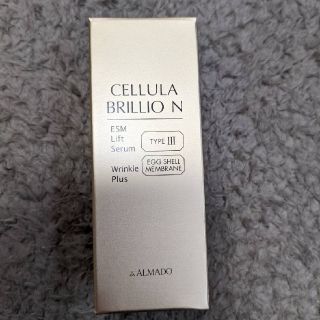 CELLULA
BRILLIO N
ESM
Lift
Serum
TYPE III
Wrinkle
Plus
EGG SHELL
MEMBRANE
ALMADO